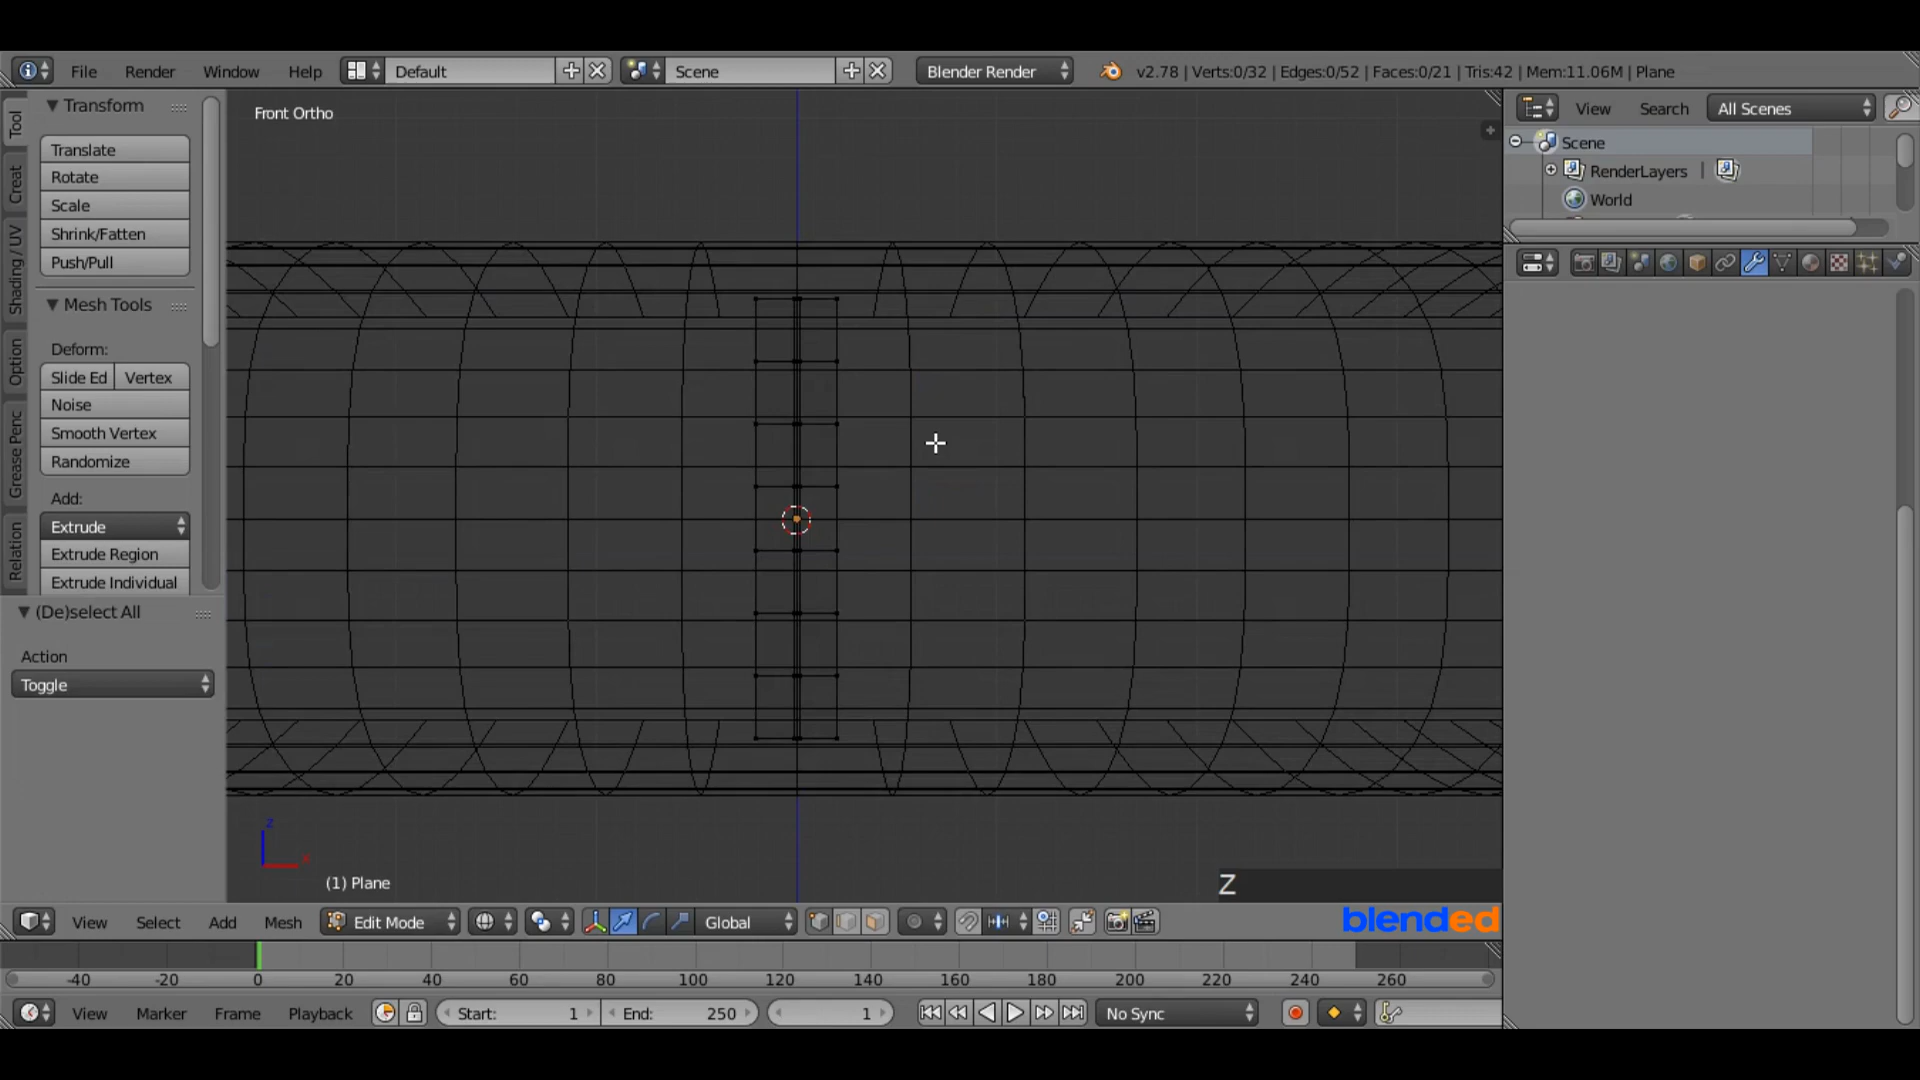 File Render Window Help Default Scene Blender Render v2.78 | Verts:0/32 | Edges:0/52 | Faces:0/21 | Tris:42 | Mem:11.06M | Plane
Transform
Translate
Rotate
Scale
Shrink/Fatten
Push/Pull
Mesh Tools
Deform:
Slide Ed Vertex
Noise
Smooth Vertex
Randomize
Add:
Extrude
Extrude Region
Extrude Individual
(De)select All
Action
Toggle
Tool
Creat
Shading / UV
Option
Grease Penc
Relation
Front Ortho
z
x
(1) Plane
Z
View Search All Scenes
Scene
RenderLayers |
World
View Select Add Mesh Edit Mode Global
blended
-40 -20 0 20 40 60 80 100 120 140 160 180 200 220 240 260
View Marker Frame Playback Start: 1 End: 250 1 No Sync